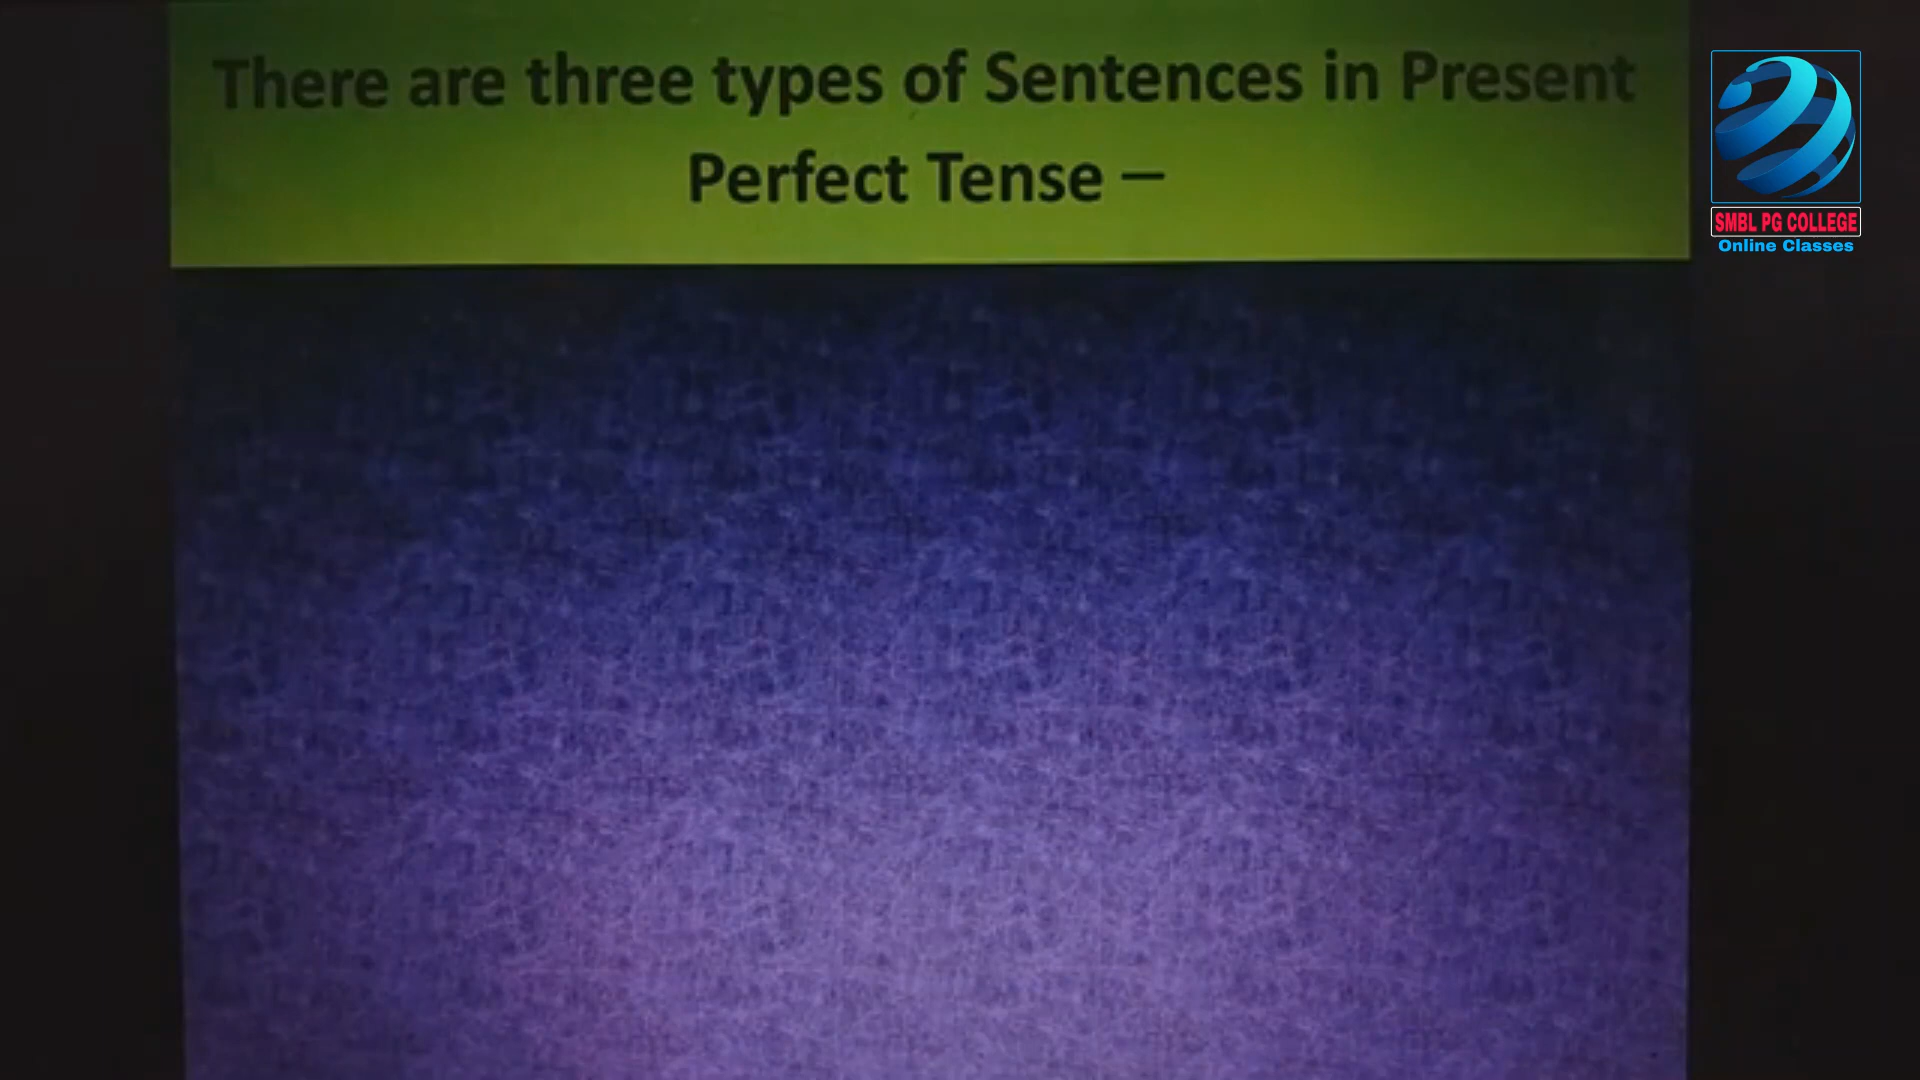 There are three types of Sentences in Present
Perfect Tense –
SMBL PG COLLEGE
Online Classes